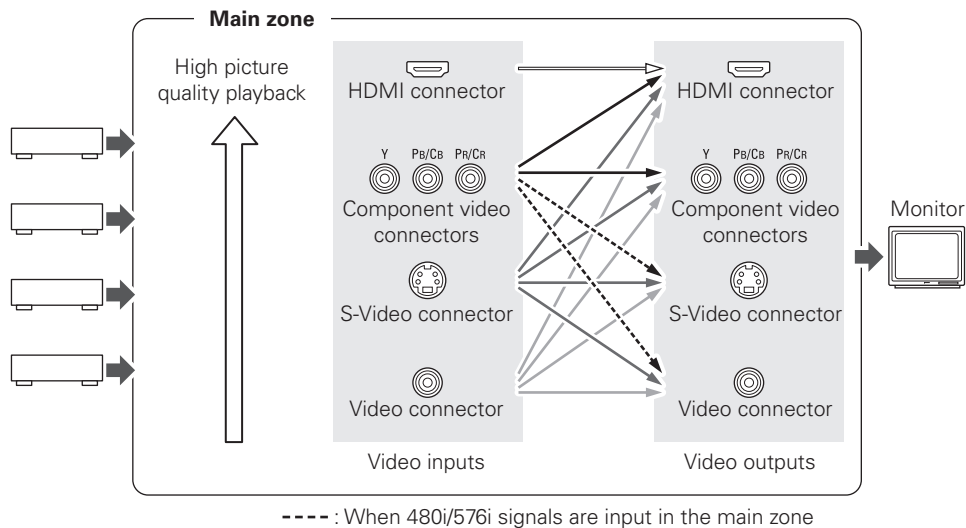 Main zone
High picture
quality playback
HDMI connector
HDMI connector
Y PB/CB PR/CR
Y PB/CB PR/CR
Component video
connectors
Component video
connectors
Monitor
S-Video connector
S-Video connector
Video connector
Video connector
Video inputs
Video outputs
---- : When 480i/576i signals are input in the main zone